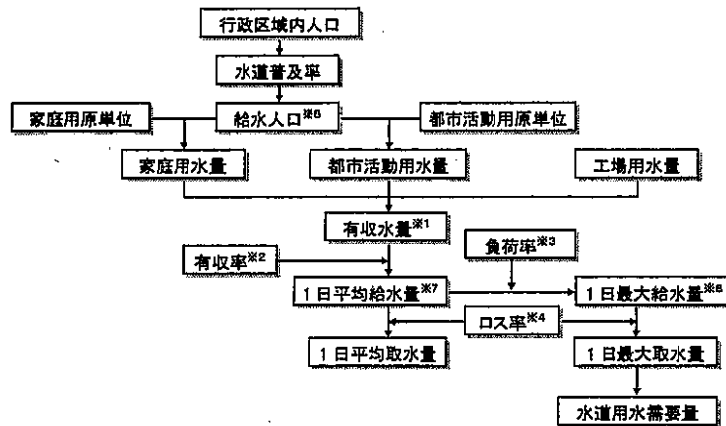 行政区域内人口
水道普及率
家庭用原単位
給水人口※5
都市活動用原単位
家庭用水量
都市活動用水量
工場用水量
有収水量※1
有収率※2
負荷率※3
1日平均給水量※7
1日最大給水量※6
ロス率※4
1日平均取水量
1日最大取水量
水道用水需要量